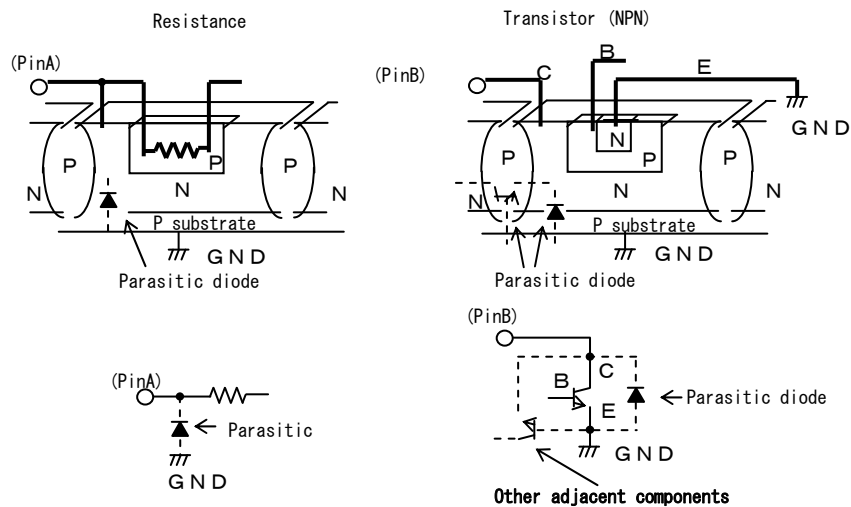 Resistance
(PinA)
P
P
P
N
N
N
P substrate
GND
Parasitic diode
Transistor (NPN)
(PinB)
B
C
E
GND
N
P
P
P
N
N
N
P substrate
GND
Parasitic diode
(PinA)
Parasitic
GND
(PinB)
C
B
E
Parasitic diode
GND
Other adjacent components